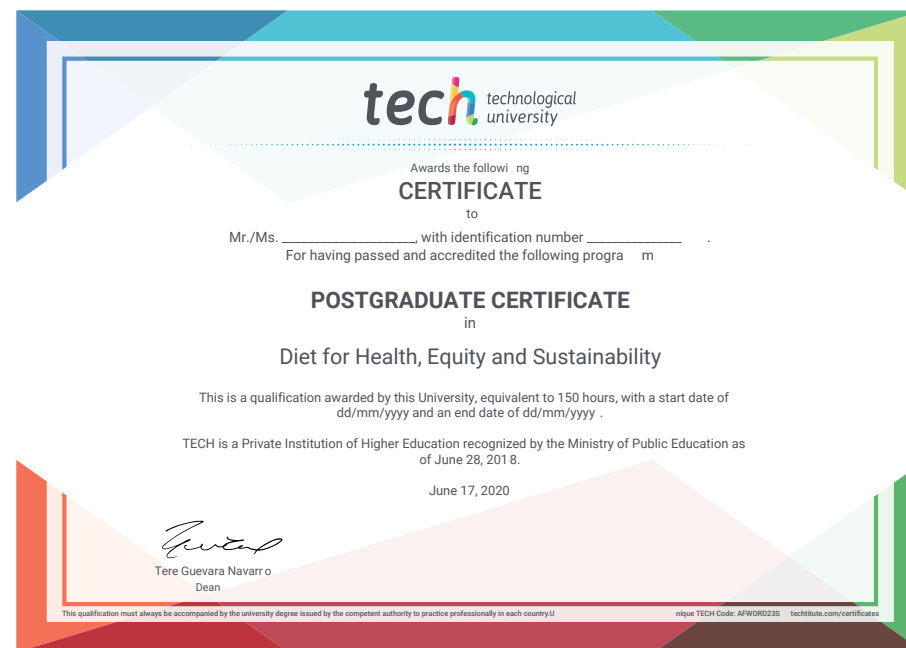 tech technological
university
Awards the followi ng
CERTIFICATE
to
Mr./Ms. ___________________, with identification number ______________ .
For having passed and accredited the following progra m
POSTGRADUATE CERTIFICATE
in
Diet for Health, Equity and Sustainability
This is a qualification awarded by this University, equivalent to 150 hours, with a start date of
dd/mm/yyyy and an end date of dd/mm/yyyy .
TECH is a Private Institution of Higher Education recognized by the Ministry of Public Education as
of June 28, 201 8.
June 17, 2020
Tere Guevara Navarr o
Dean
This qualification must always be accompanied by the university degree issued by the competent authority to practice professionally in each country.U nique TECH Code: AFWORD23S techtitute.com/certificates